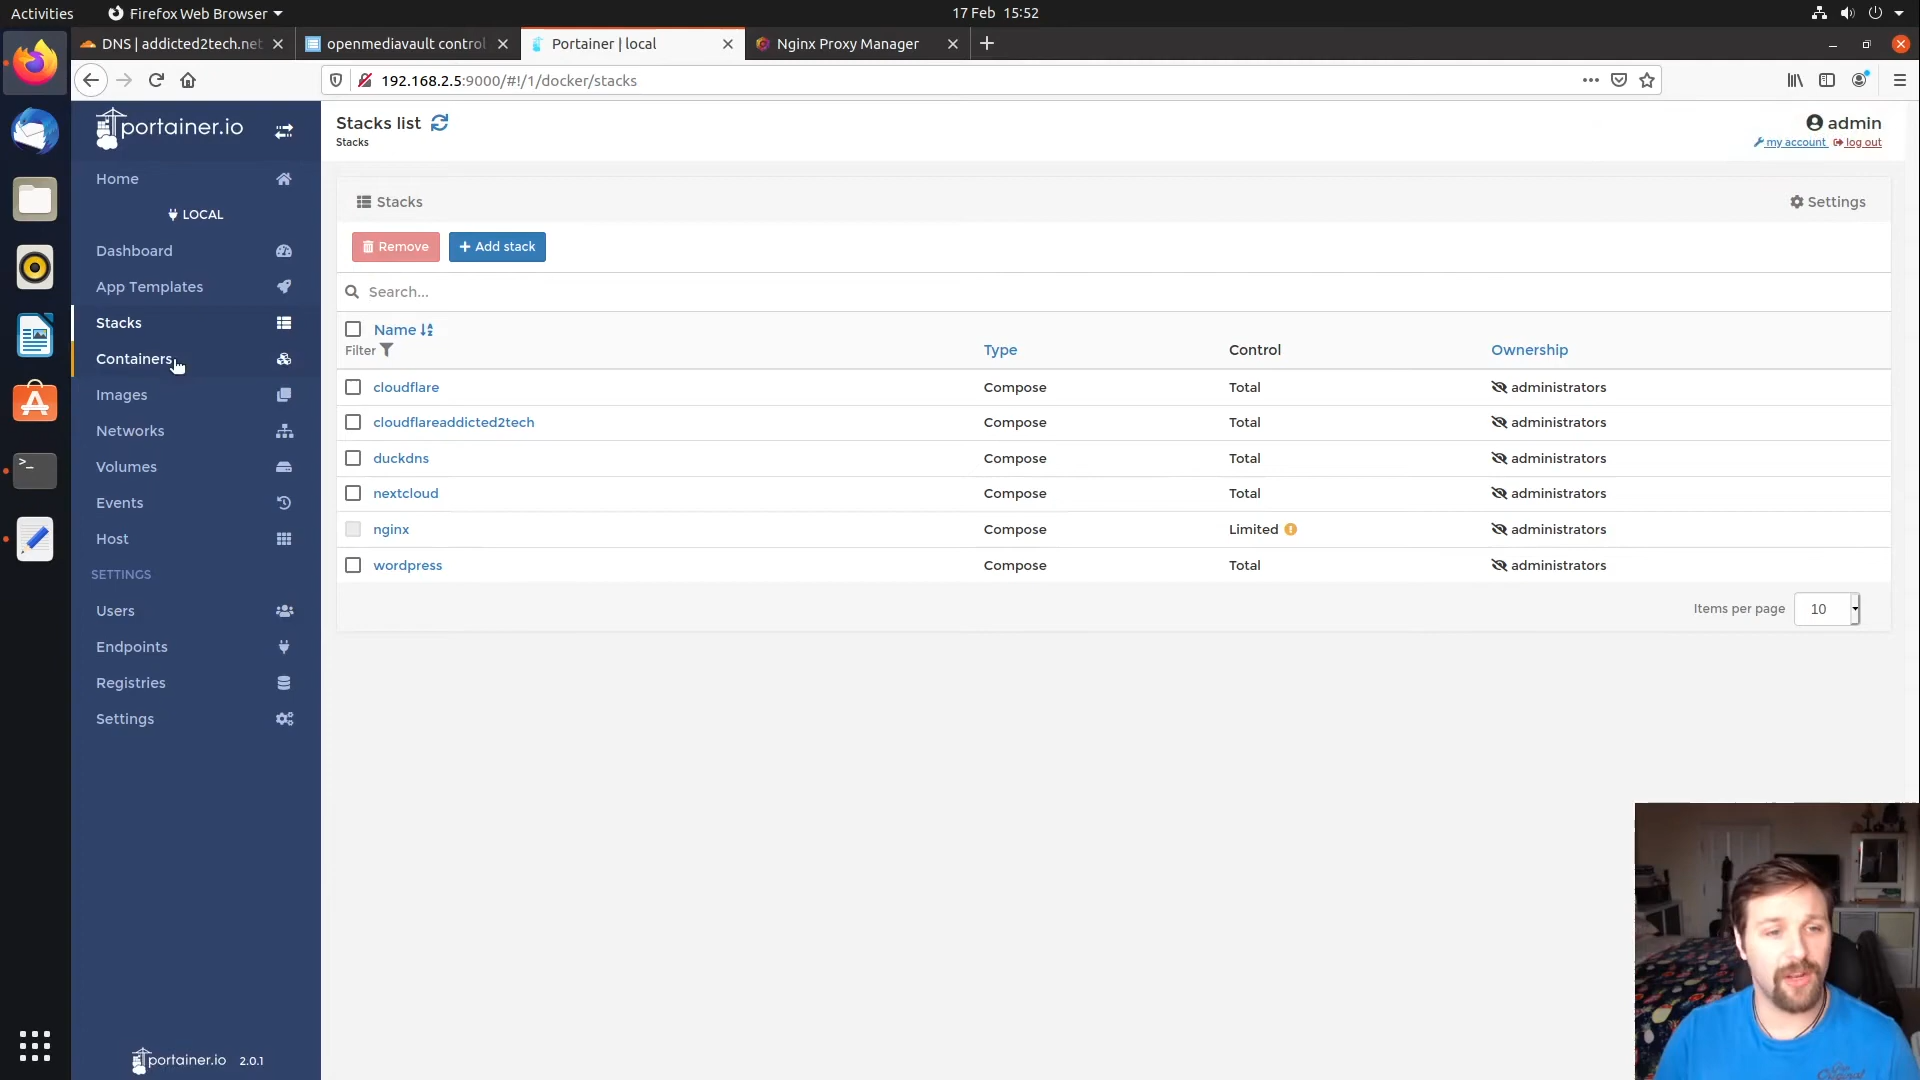 Activities
Firefox Web Browser
17 Feb 15:52
DNS | addicted2tech.net
openmediavault control
Portainer | local
Nginx Proxy Manager
192.168.2.5:9000/#!/1/docker/stacks
portainer.io
Home
LOCAL
Dashboard
App Templates
Stacks
Containers
Images
Networks
Volumes
Events
Host
SETTINGS
Users
Endpoints
Registries
Settings
portainer.io 2.0.1
Stacks list
Stacks
admin
my account log out
Stacks
Settings
Remove
+ Add stack
Search...
Name
Filter
Type
Control
Ownership
cloudflare Compose Total administrators
cloudflareaddicted2tech Compose Total administrators
duckdns Compose Total administrators
nextcloud Compose Total administrators
nginx Compose Limited administrators
wordpress Compose Total administrators
Items per page 10